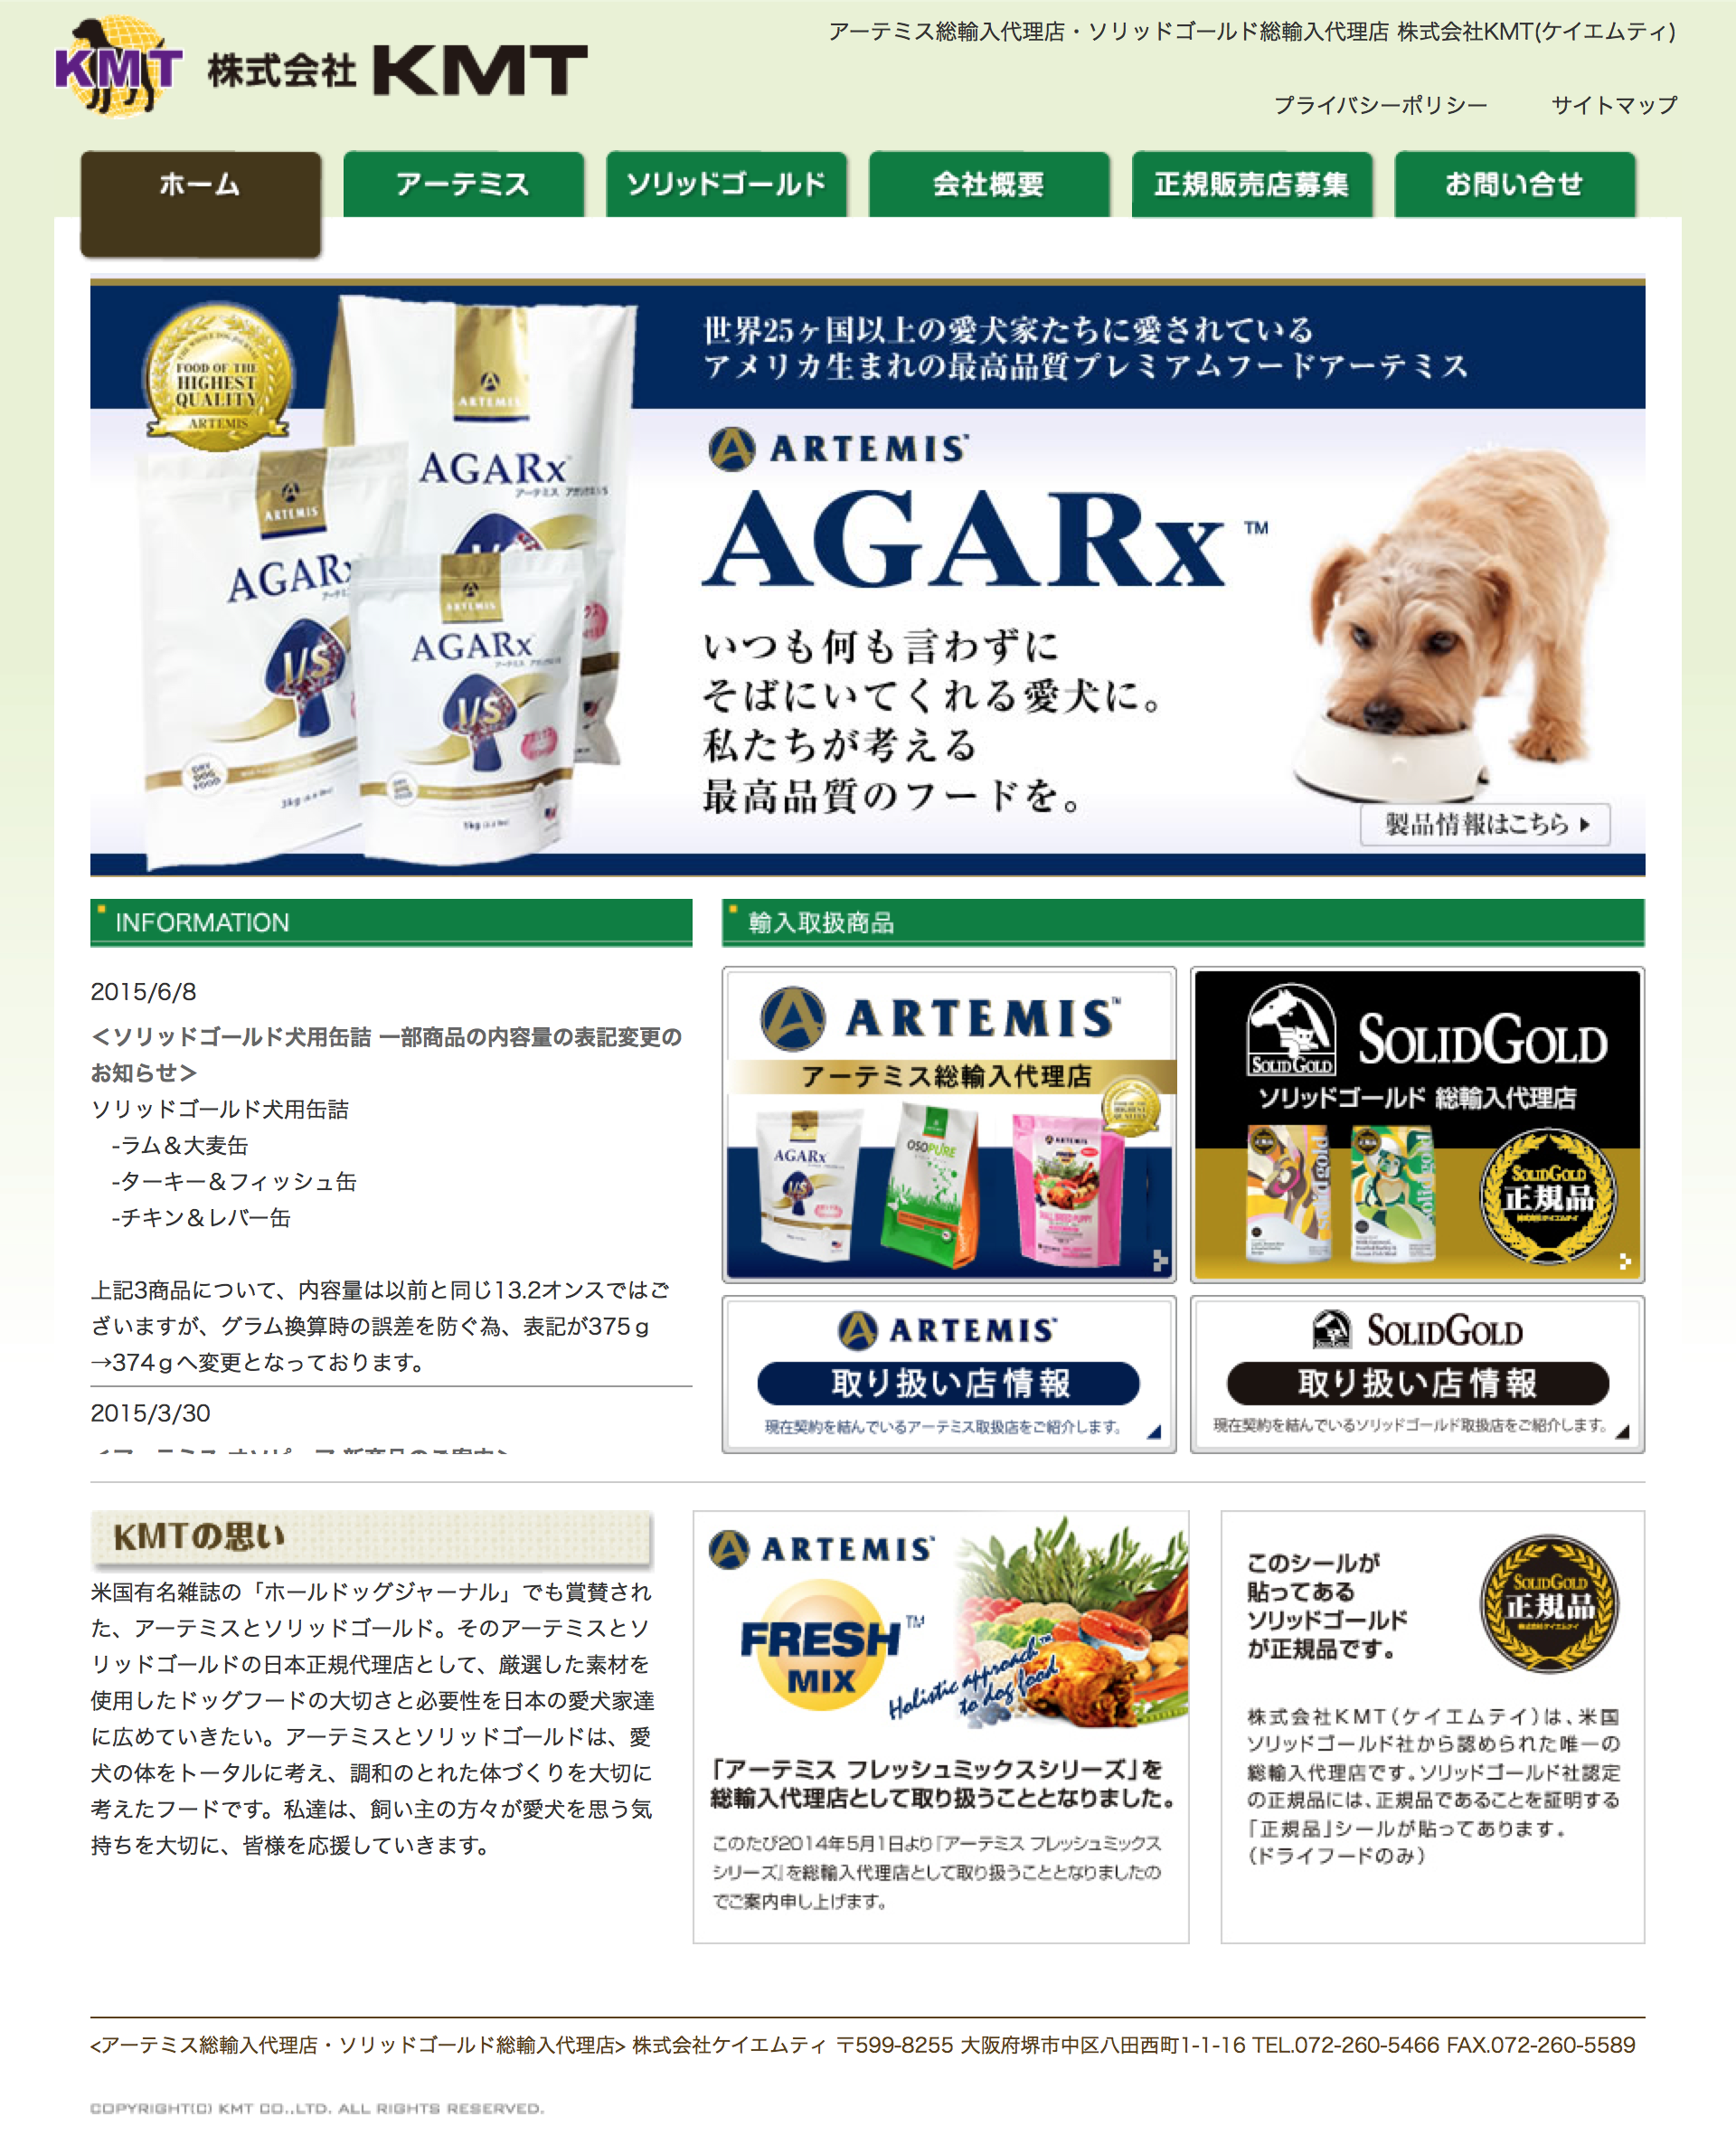 アーテミス総輸入代理店・ソリッドゴールド総輸入代理店 株式会社KMT(ケイエムティ)
KMT 株式会社 KMT
プライバシーポリシー サイトマップ
ホーム アーテミス ソリッドゴールド 会社概要 正規販売店募集 お問い合せ
世界25ヶ国以上の愛犬家たちに愛されている
アメリカ生まれの最高品質プレミアムフードアーテミス
FOOD OF THE
HIGHEST
QUALITY
ARTEMIS
ARTEMIS
AGARx
ARTEMIS
AGARx
I/S
ARTEMIS
AGARx
I/S
3kg
1kg
ARTEMIS™
AGARx™
いつも何も言わずに
そばにいてくれる愛犬に。
私たちが考える
最高品質のフードを。
製品情報はこちら
INFORMATION
2015/6/8
＜ソリッドゴールド犬用缶詰 一部商品の内容量の表記変更の
お知らせ＞
ソリッドゴールド犬用缶詰
-ラム＆大麦缶
-ターキー＆フィッシュ缶
-チキン＆レバー缶
上記3商品について、内容量は以前と同じ13.2オンスではご
ざいますが、グラム換算時の誤差を防ぐ為、表記が375ｇ
→374ｇへ変更となっております。
2015/3/30
輸入取扱商品
ARTEMIS™
アーテミス総輸入代理店
AGARx
I/S
OSOPURE
ARTEMIS
SOLID GOLD
SOLIDGOLD
ソリッドゴールド 総輸入代理店
SOLIDGOLD
正規品
株式会社ケイエムテイ
ARTEMIS™
取り扱い店情報
現在契約を結んでいるアーテミス取扱店をご紹介します。
SOLIDGOLD
取り扱い店情報
現在契約を結んでいるソリッドゴールド取扱店をご紹介します。
KMTの思い
米国有名雑誌の「ホールドッグジャーナル」でも賞賛され
た、アーテミスとソリッドゴールド。そのアーテミスとソ
リッドゴールドの日本正規代理店として、厳選した素材を
使用したドッグフードの大切さと必要性を日本の愛犬家達
に広めていきたい。アーテミスとソリッドゴールドは、愛
犬の体をトータルに考え、調和のとれた体づくりを大切に
考えたフードです。私達は、飼い主の方々が愛犬を思う気
持ちを大切に、皆様を応援していきます。
ARTEMIS™
FRESH™
MIX
Holistic approach™
to dog food
「アーテミス フレッシュミックスシリーズ」を
総輸入代理店として取り扱うこととなりました。
このたび2014年5月1日より「アーテミス フレッシュミックス
シリーズ」を総輸入代理店として取り扱うこととなりましたの
でご案内申し上げます。
このシールが
貼ってある
ソリッドゴールド
が正規品です。
SOLIDGOLD
正規品
株式会社ケイエムテイ
株式会社KMT（ケイエムテイ）は、米国
ソリッドゴールド社から認められた唯一の
総輸入代理店です。ソリッドゴールド社認定
の正規品には、正規品であることを証明する
「正規品」シールが貼ってあります。
（ドライフードのみ）
<アーテミス総輸入代理店・ソリッドゴールド総輸入代理店> 株式会社ケイエムティ 〒599-8255 大阪府堺市中区八田西町1-1-16 TEL.072-260-5466 FAX.072-260-5589
COPYRIGHT(C) KMT CO.,LTD. ALL RIGHTS RESERVED.